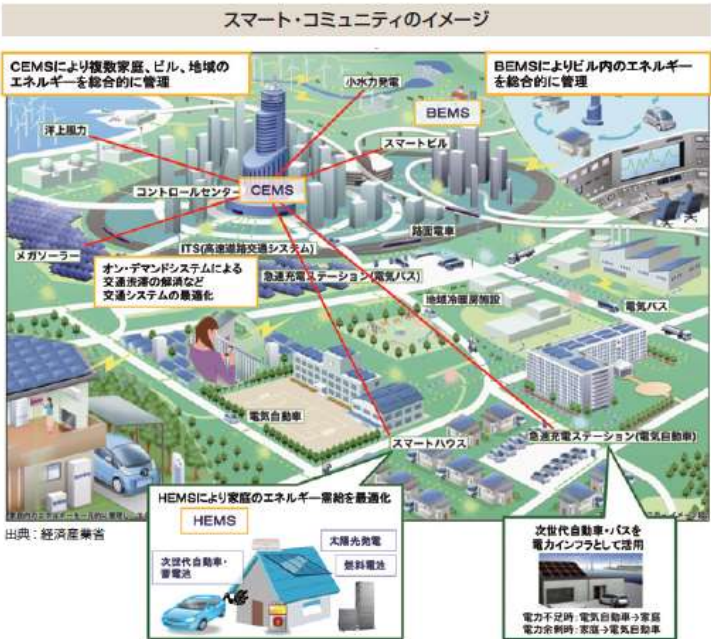 スマート・コミュニティのイメージ
CEMSにより複数家庭、ビル、地域の
エネルギーを総合的に管理
BEMSによりビル内のエネルギー
を総合的に管理
小水力発電
BEMS
洋上風力
スマートビル
コントロールセンター
CEMS
路面電車
メガソーラー
ITS(高速道路交通システム)
オン・デマンドシステムによる
交通渋滞の解消など
交通システムの最適化
急速充電ステーション(電気バス)
地域冷暖房施設
電気バス
電気自動車
スマートハウス
急速充電ステーション(電気自動車)
HEMSにより家庭のエネルギー需給を最適化
HEMS
太陽光発電
次世代自動車・
蓄電池
燃料電池
次世代自動車・バスを
電力インフラとして活用
電力不足時:電気自動車→家庭
電力余剰時:家庭→電気自動車
出典:経済産業省